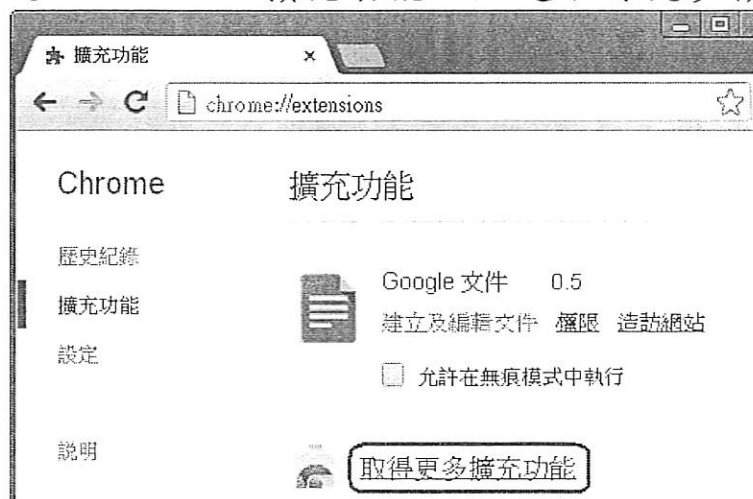 擴充功能
chrome://extensions
Chrome
擴充功能
歷史紀錄
擴充功能
設定
說明
Google 文件 0.5
建立及編輯文件 權限 造訪網站
允許在無痕模式中執行
取得更多擴充功能